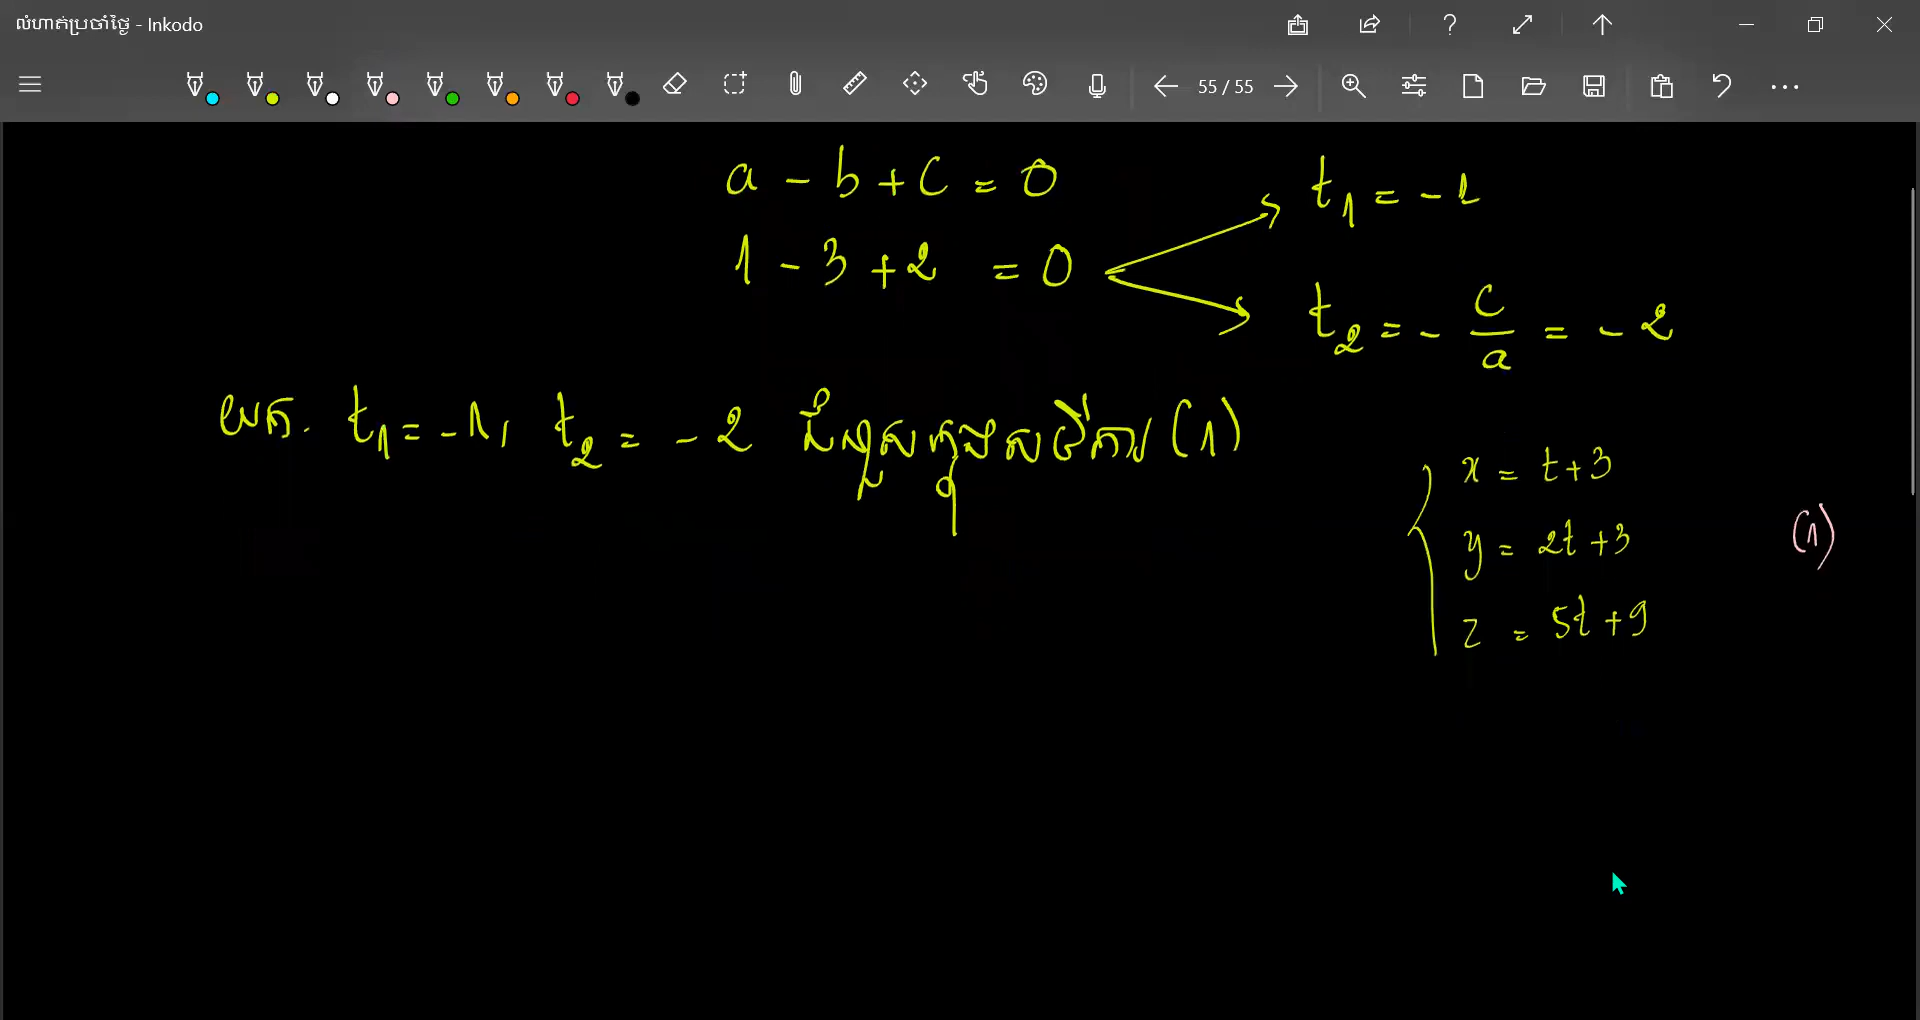 លំហាត់ប្រចាំថ្ងៃ - Inkodo
55 / 55
a - b + c = 0
t₁ = -1
1 - 3 + 2 = 0
t₂ = - c/a = - 2
យក t₁ = -1, t₂ = - 2 ជំនួសក្នុងសមីការ (1)
x = t + 3
y = 2t + 3
(1)
z = 5t + 9